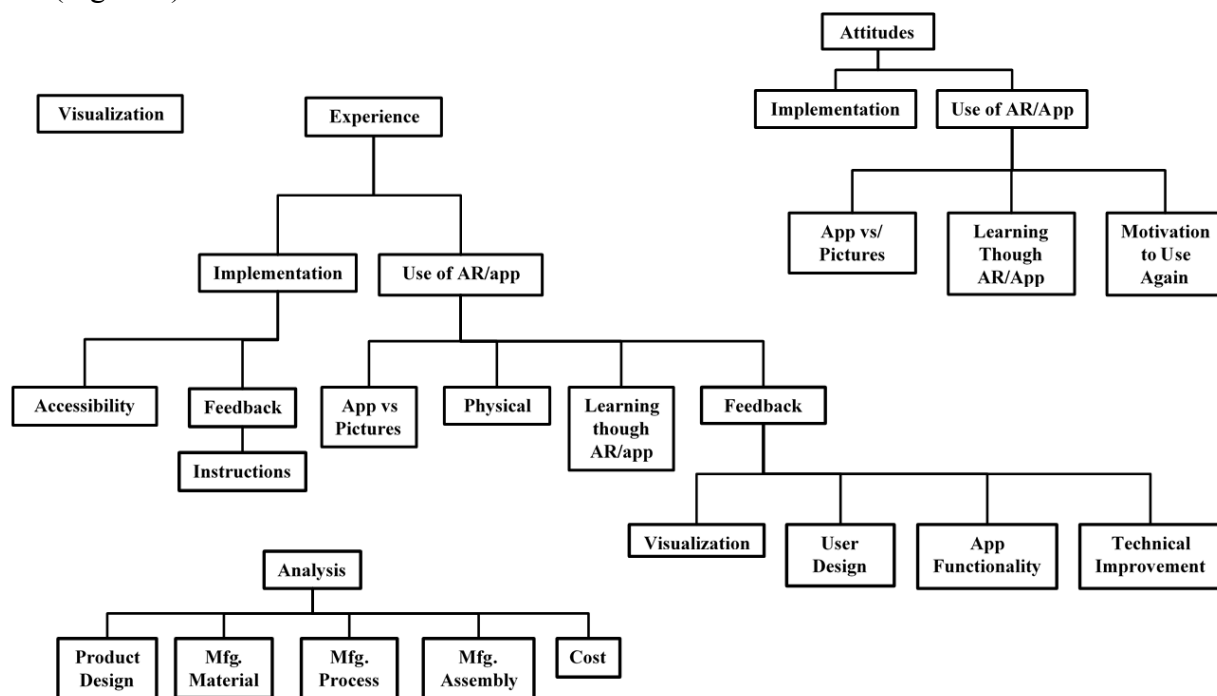 Attitudes
Visualization
Experience
Implementation
Use of AR/App
App vs/
Pictures
Learning
Though
AR/App
Motivation
to Use
Again
Implementation
Use of AR/app
Accessibility
Feedback
Instructions
App vs
Pictures
Physical
Learning
though
AR/app
Feedback
Visualization
User
Design
App
Functionality
Technical
Improvement
Analysis
Product
Design
Mfg.
Material
Mfg.
Process
Mfg.
Assembly
Cost